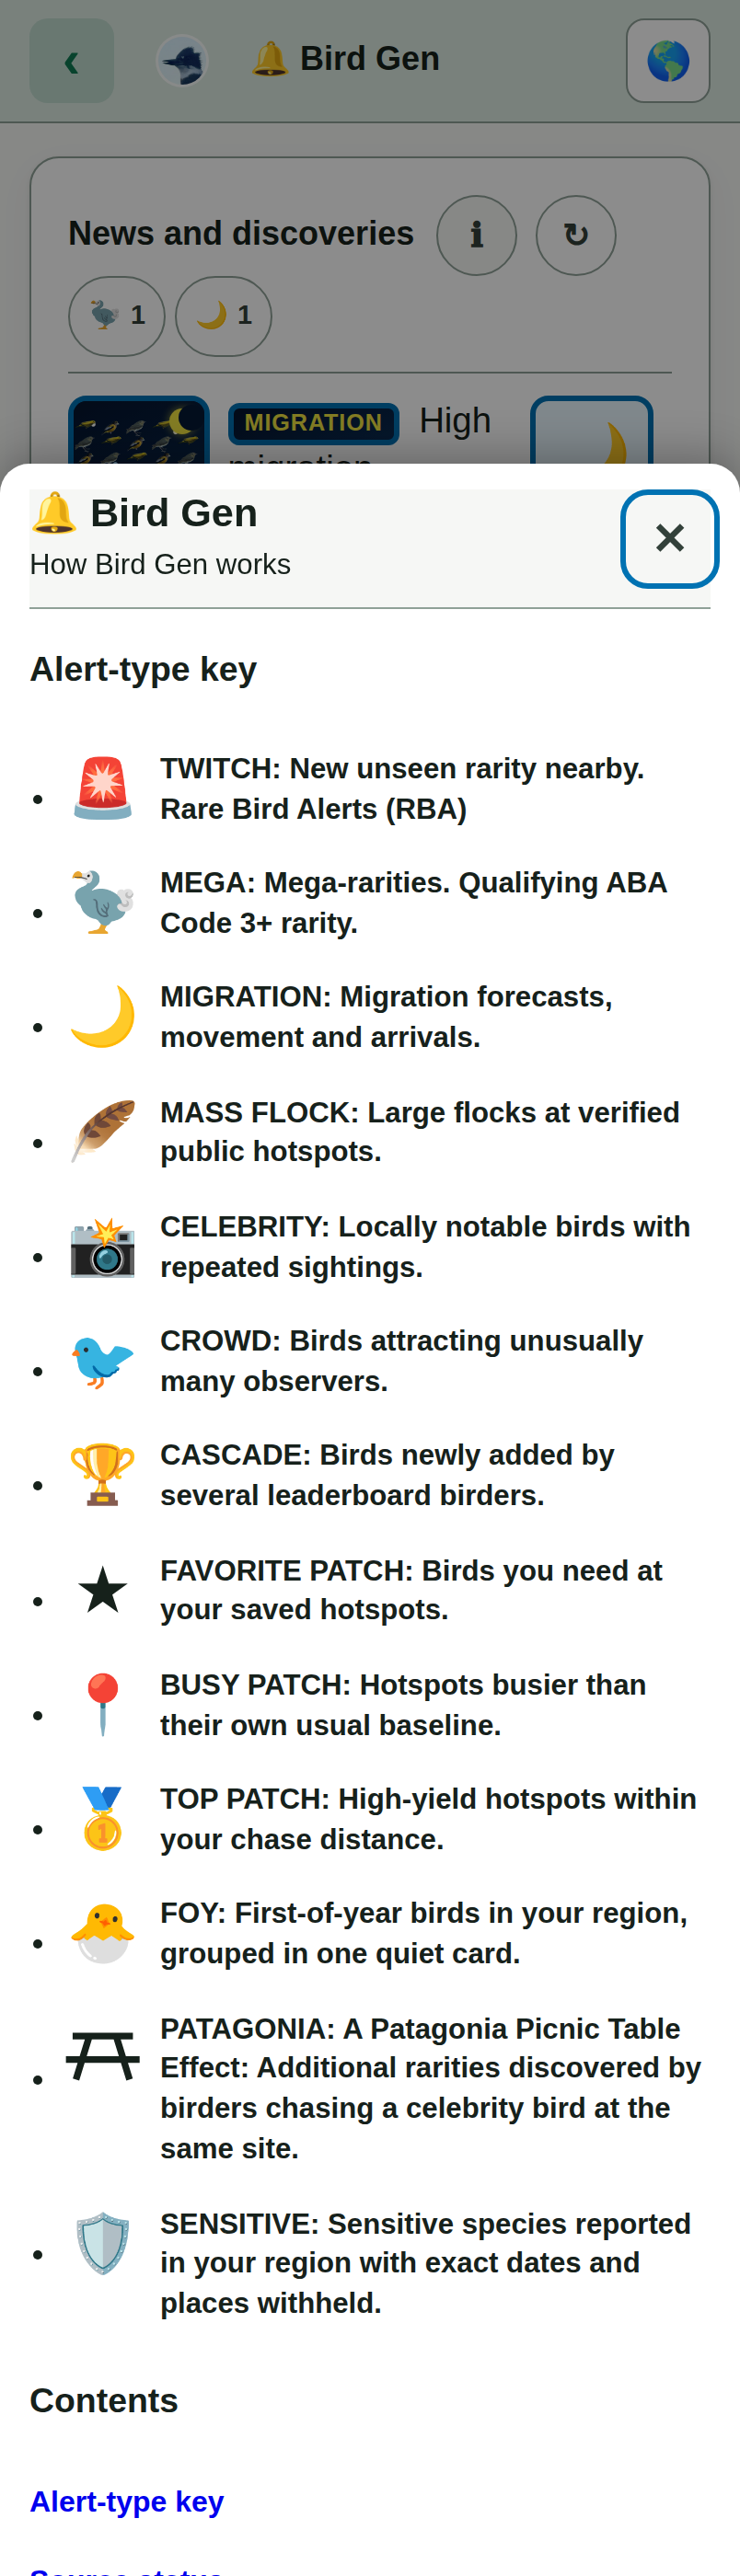 ‹ 🔔 Bird Gen
News and discoveries ℹ ↻
1 1
MIGRATION High
migration
🔔 Bird Gen
How Bird Gen works
✕
Alert-type key
TWITCH: New unseen rarity nearby.
Rare Bird Alerts (RBA)
MEGA: Mega-rarities. Qualifying ABA
Code 3+ rarity.
MIGRATION: Migration forecasts,
movement and arrivals.
MASS FLOCK: Large flocks at verified
public hotspots.
CELEBRITY: Locally notable birds with
repeated sightings.
CROWD: Birds attracting unusually
many observers.
CASCADE: Birds newly added by
several leaderboard birders.
FAVORITE PATCH: Birds you need at
your saved hotspots.
BUSY PATCH: Hotspots busier than
their own usual baseline.
TOP PATCH: High-yield hotspots within
your chase distance.
FOY: First-of-year birds in your region,
grouped in one quiet card.
PATAGONIA: A Patagonia Picnic Table
Effect: Additional rarities discovered by
birders chasing a celebrity bird at the
same site.
SENSITIVE: Sensitive species reported
in your region with exact dates and
places withheld.
Contents
Alert-type key
Source status